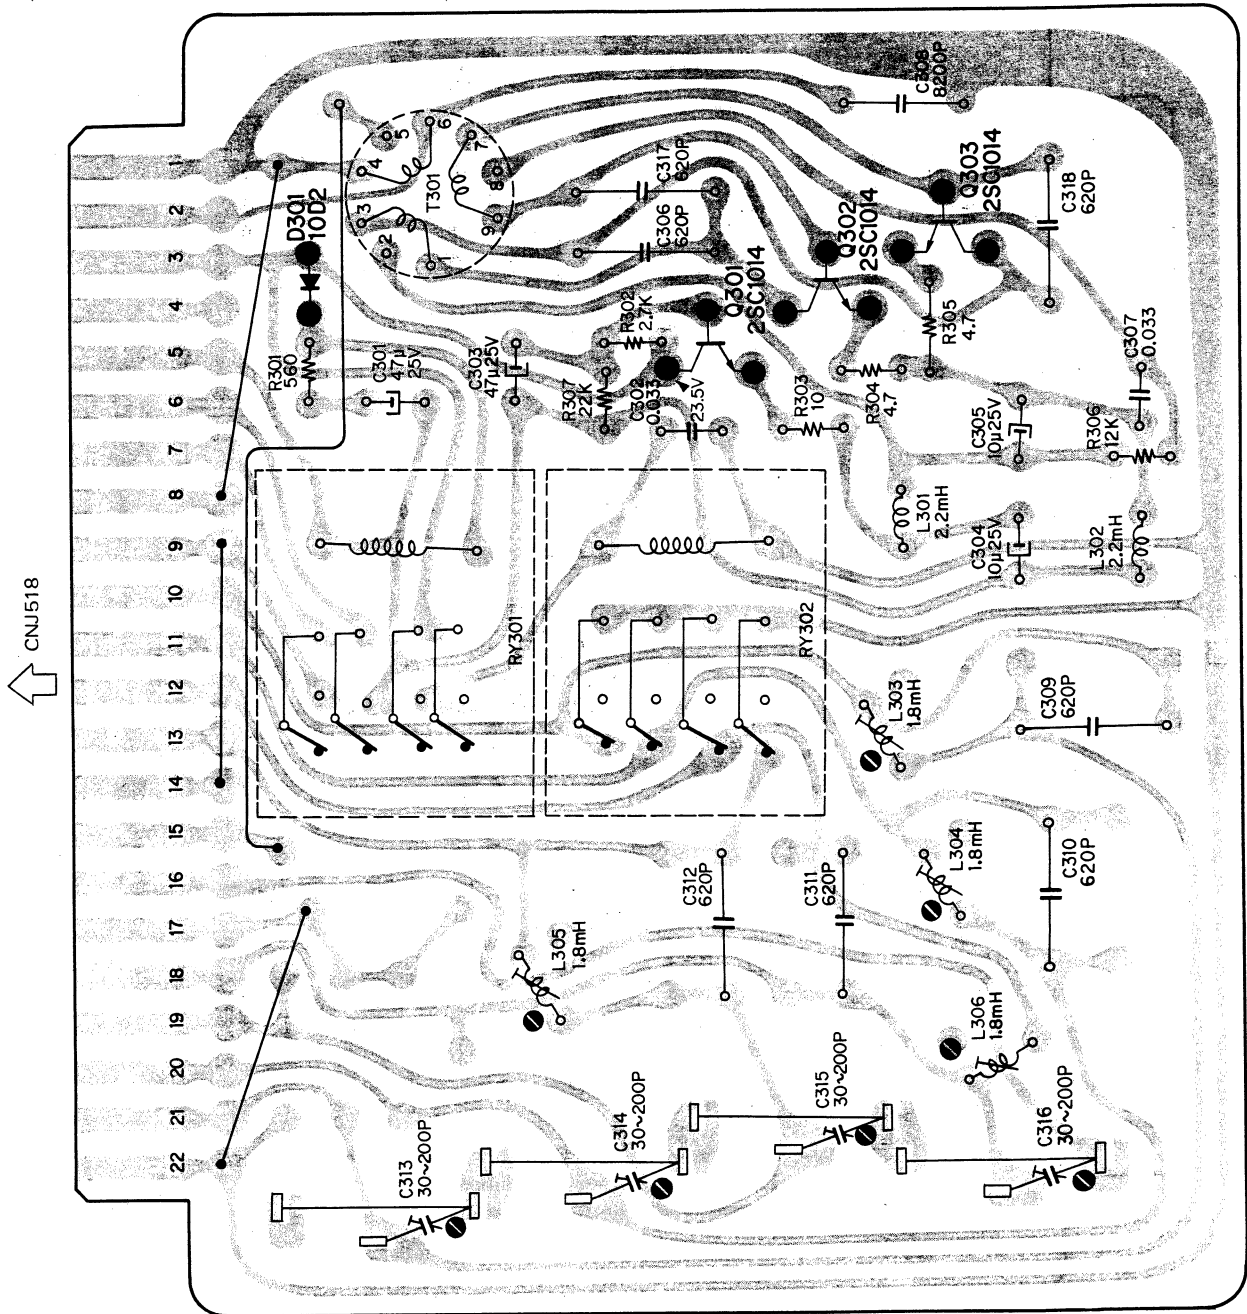 CNJ518
1
2
3
4
5
6
7
8
9
10
11
12
13
14
15
16
17
18
19
20
21
22
D301
10D2
R301
560
C301
47μ
25V
C303
47μ25V
1
2
3
4
5
6
7
8
9
T301
C317
620P
C306
620P
C308
8200P
Q301
2SC1014
Q302
2SC1014
Q303
2SC1014
C318
620P
R302
2.7K
R307
22K
C302
0.033
23.5V
R303
10
R304
4.7
R305
4.7
C307
0.033
C305
10μ25V
R306
12K
L301
2.2mH
C304
10μ25V
L302
2.2mH
RY301
RY302
L303
1.8mH
C309
620P
L304
1.8mH
C310
620P
C312
620P
C311
620P
L305
1.8mH
L306
1.8mH
C313
30~200P
C314
30~200P
C315
30~200P
C316
30~200P